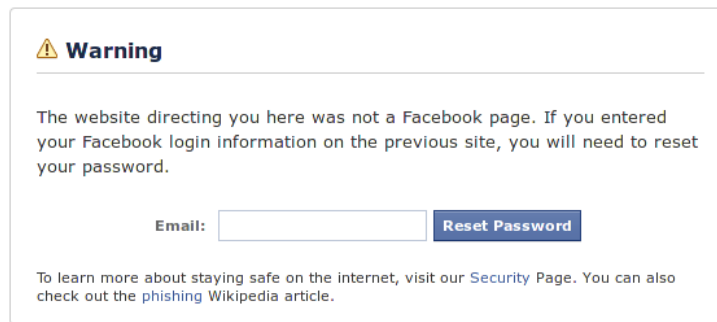 Warning
The website directing you here was not a Facebook page. If you entered
your Facebook login information on the previous site, you will need to reset
your password.
Email: Reset Password
To learn more about staying safe on the internet, visit our Security Page. You can also
check out the phishing Wikipedia article.